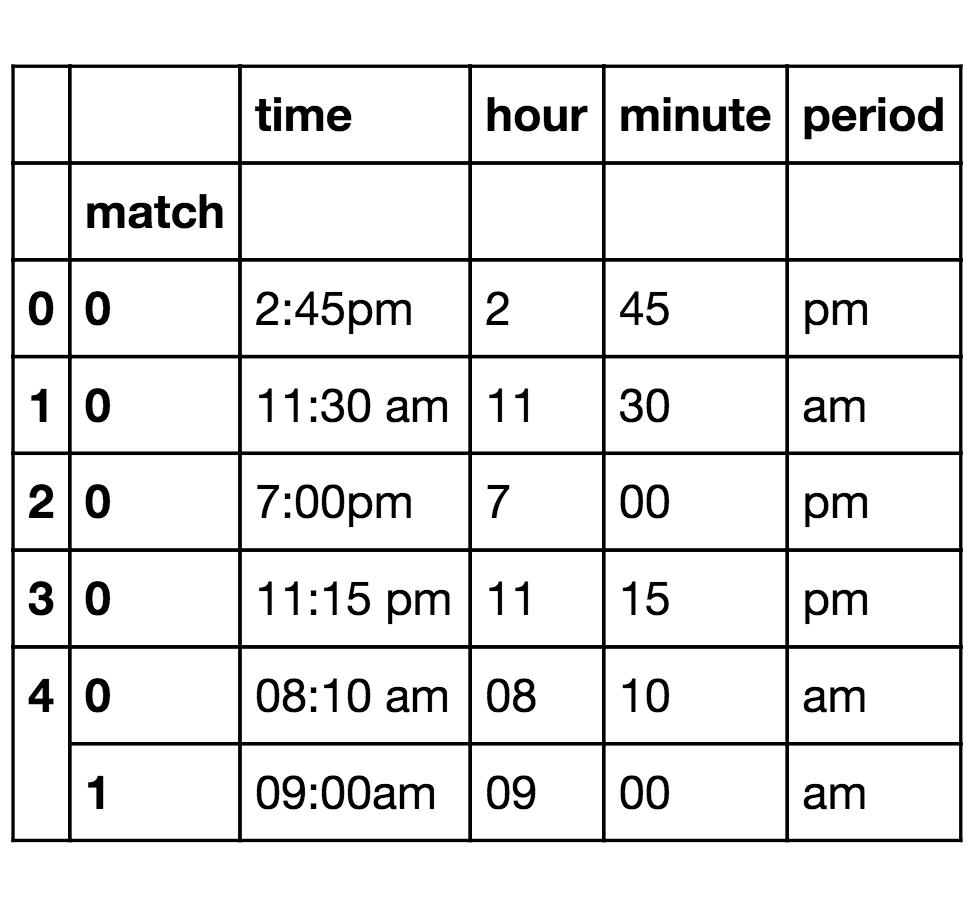 time hour minute period
match
0 0 2:45pm 2 45 pm
1 0 11:30 am 11 30 am
2 0 7:00pm 7 00 pm
3 0 11:15 pm 11 15 pm
4 0 08:10 am 08 10 am
1 09:00am 09 00 am